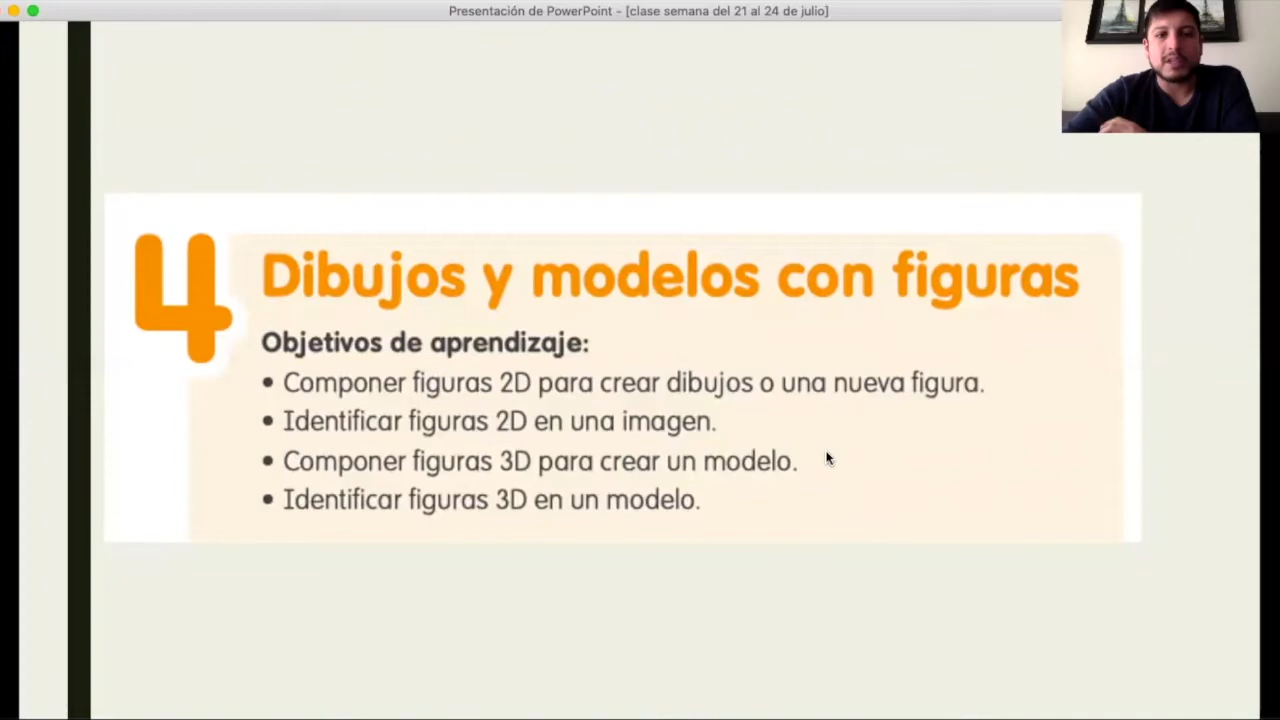 Presentación de PowerPoint - [clase semana del 21 al 24 de julio]
4
Dibujos y modelos con figuras
Objetivos de aprendizaje:
• Componer figuras 2D para crear dibujos o una nueva figura.
• Identificar figuras 2D en una imagen.
• Componer figuras 3D para crear un modelo.
• Identificar figuras 3D en un modelo.